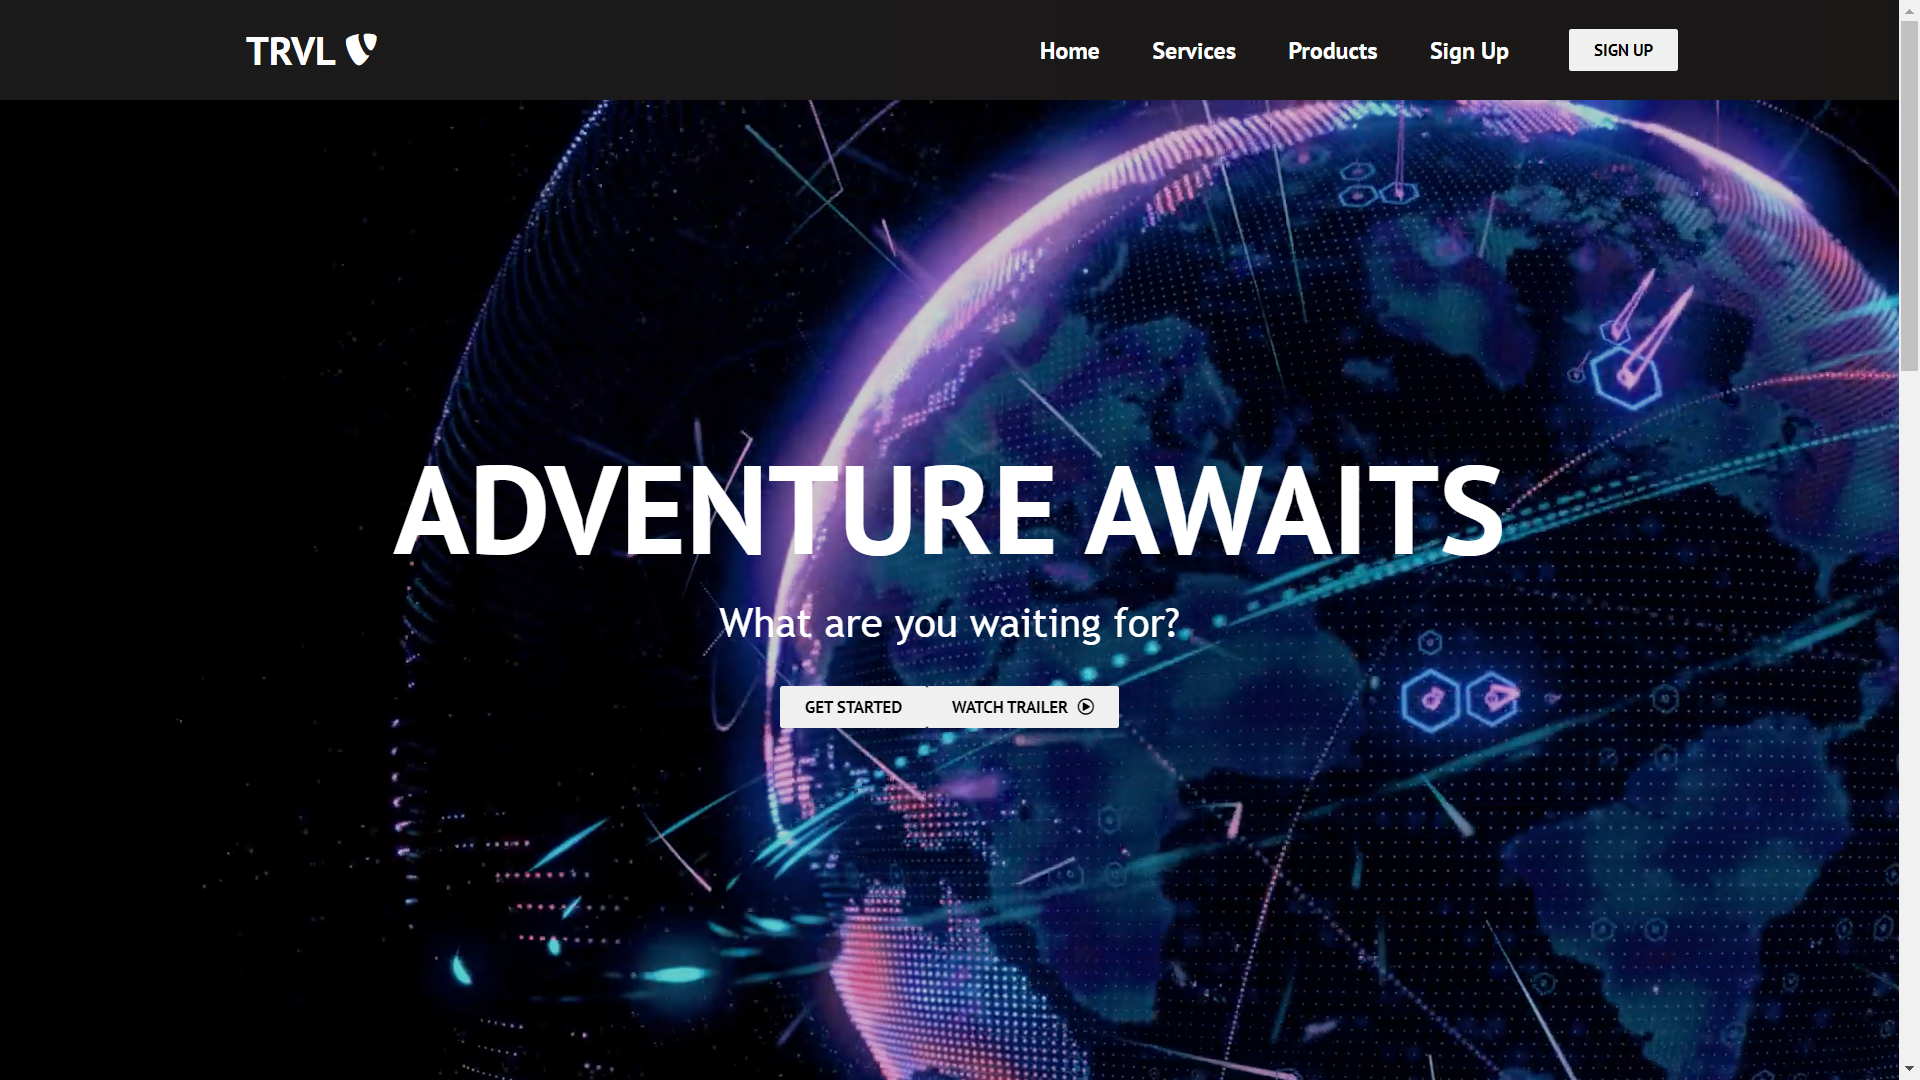 TRVL
Home Services Products Sign Up SIGN UP
ADVENTURE AWAITS
What are you waiting for?
GET STARTED WATCH TRAILER